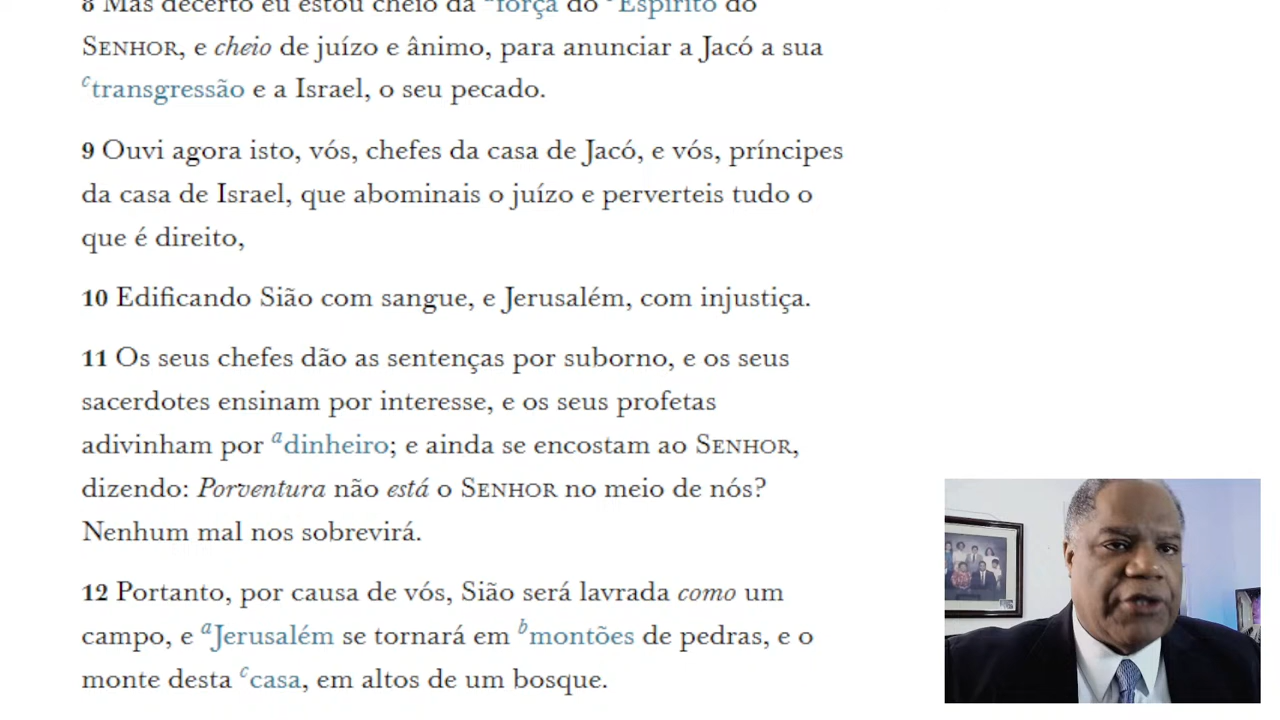 8 Mas decerto eu estou cheio da ᵃforça do ᵇEspírito do
SENHOR, e cheio de juízo e ânimo, para anunciar a Jacó a sua
ᶜtransgressão e a Israel, o seu pecado.
9 Ouvi agora isto, vós, chefes da casa de Jacó, e vós, príncipes
da casa de Israel, que abominais o juízo e perverteis tudo o
que é direito,
10 Edificando Sião com sangue, e Jerusalém, com injustiça.
11 Os seus chefes dão as sentenças por suborno, e os seus
sacerdotes ensinam por interesse, e os seus profetas
adivinham por ᵃdinheiro; e ainda se encostam ao SENHOR,
dizendo: Porventura não está o SENHOR no meio de nós?
Nenhum mal nos sobrevirá.
12 Portanto, por causa de vós, Sião será lavrada como um
campo, e ᵃJerusalém se tornará em ᵇmontões de pedras, e o
monte desta ᶜcasa, em altos de um bosque.